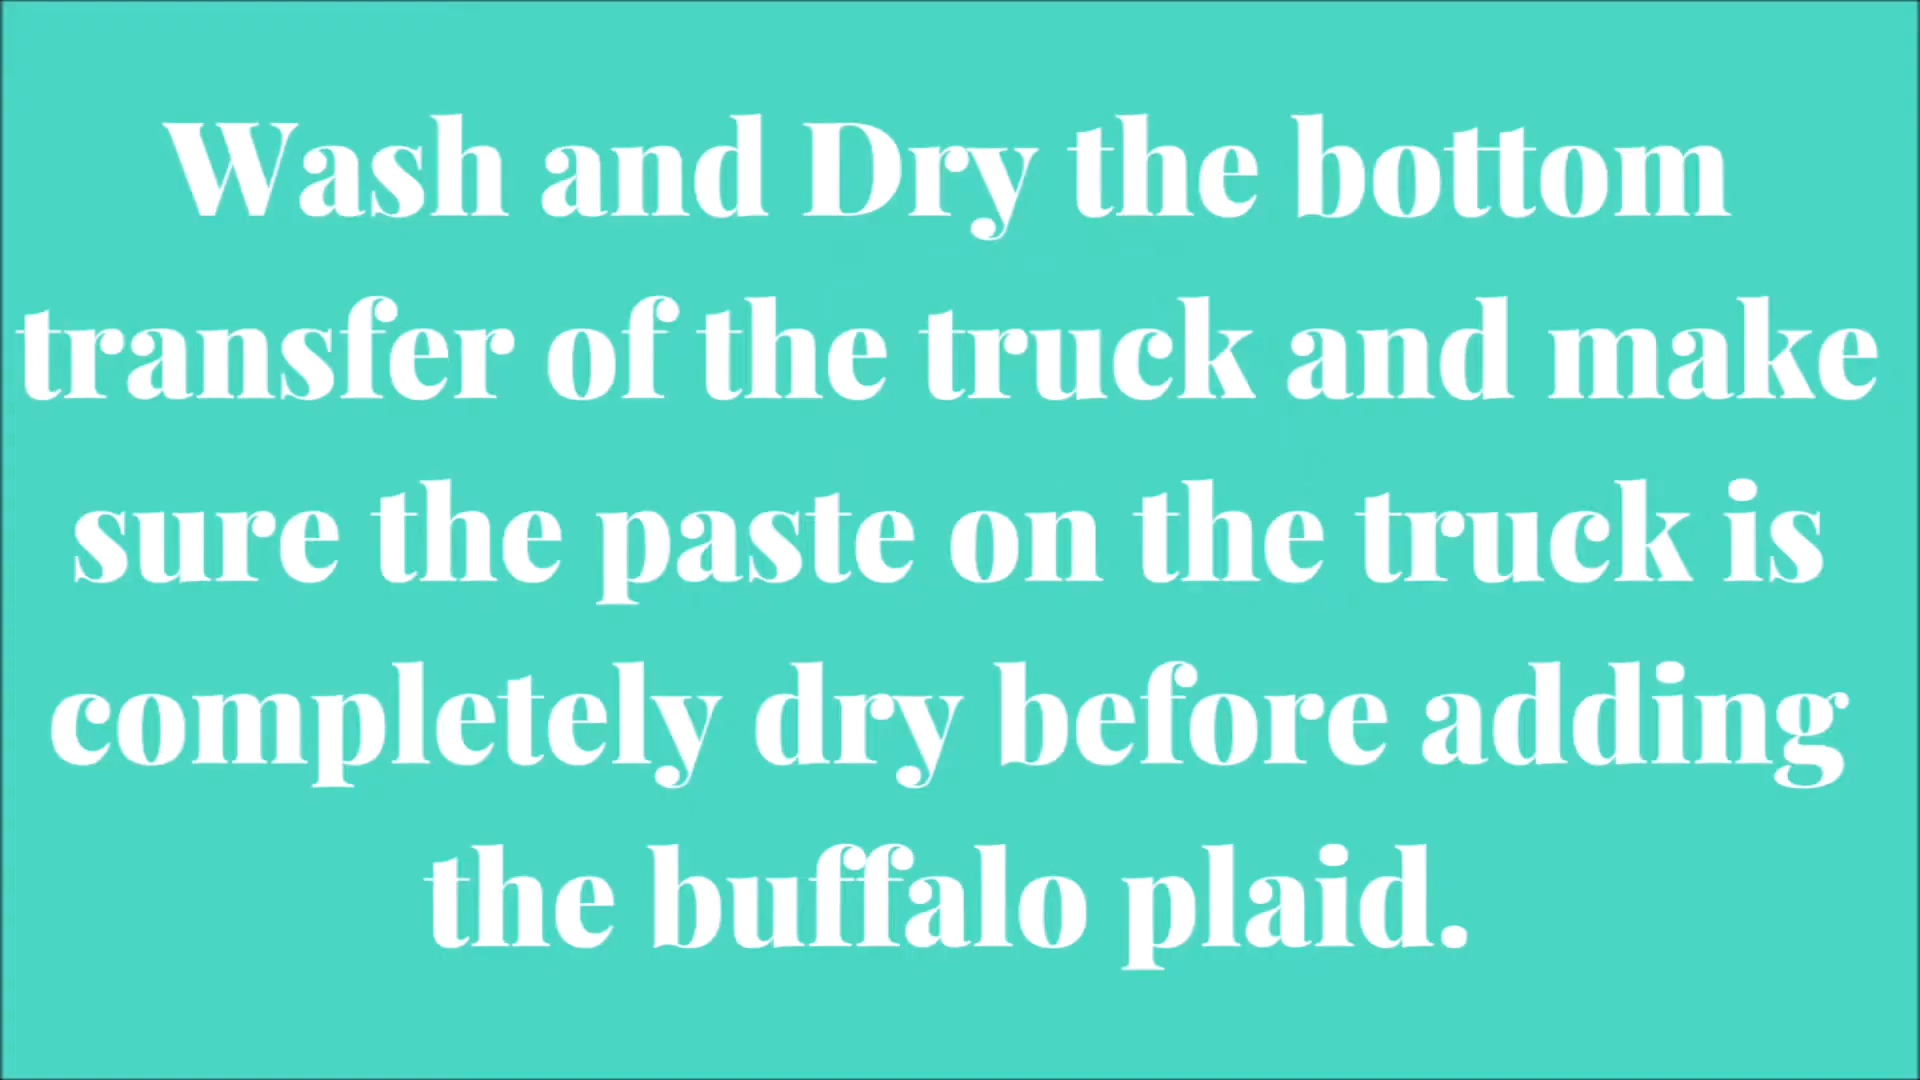 Wash and Dry the bottom
transfer of the truck and make
sure the paste on the truck is
completely dry before adding
the buffalo plaid.